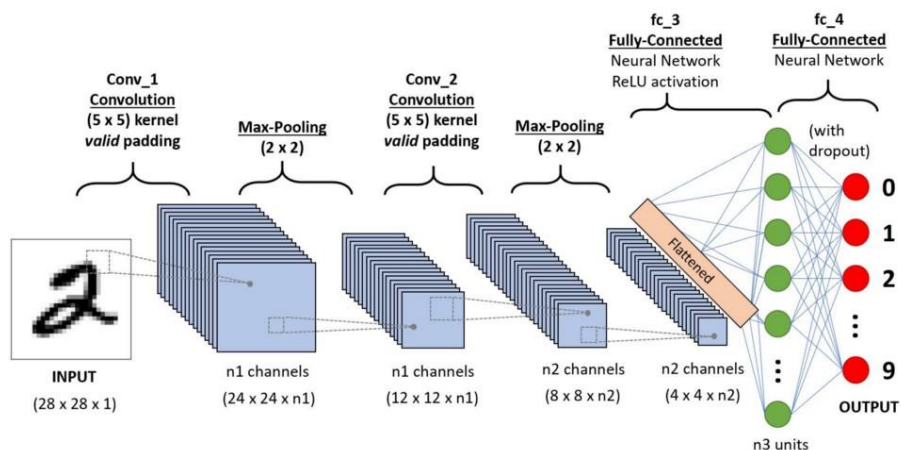 fc_3
Fully-Connected
Neural Network
ReLU activation
fc_4
Fully-Connected
Neural Network
Conv_1
Convolution
(5 x 5) kernel
valid padding
Max-Pooling
(2 x 2)
Conv_2
Convolution
(5 x 5) kernel
valid padding
Max-Pooling
(2 x 2)
(with
dropout)
2
Flattened
0
1
2
⋮
9
INPUT
(28 x 28 x 1)
n1 channels
(24 x 24 x n1)
n1 channels
(12 x 12 x n1)
n2 channels
(8 x 8 x n2)
n2 channels
(4 x 4 x n2)
OUTPUT
n3 units